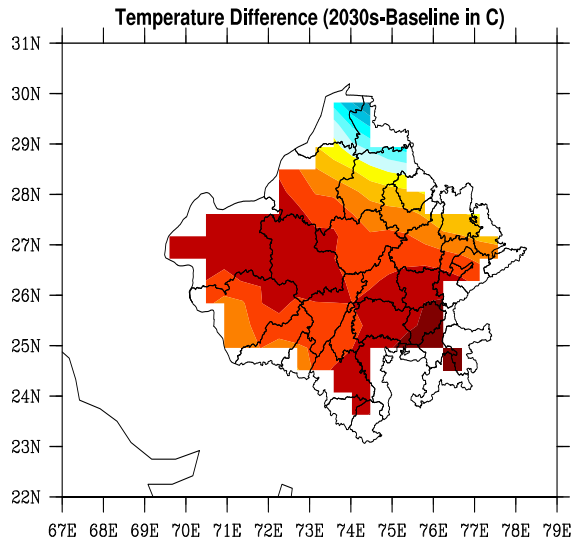 Temperature Difference (2030s-Baseline in C)
31N
30N
29N
28N
27N
26N
25N
24N
23N
22N
67E 68E 69E 70E 71E 72E 73E 74E 75E 76E 77E 78E 79E